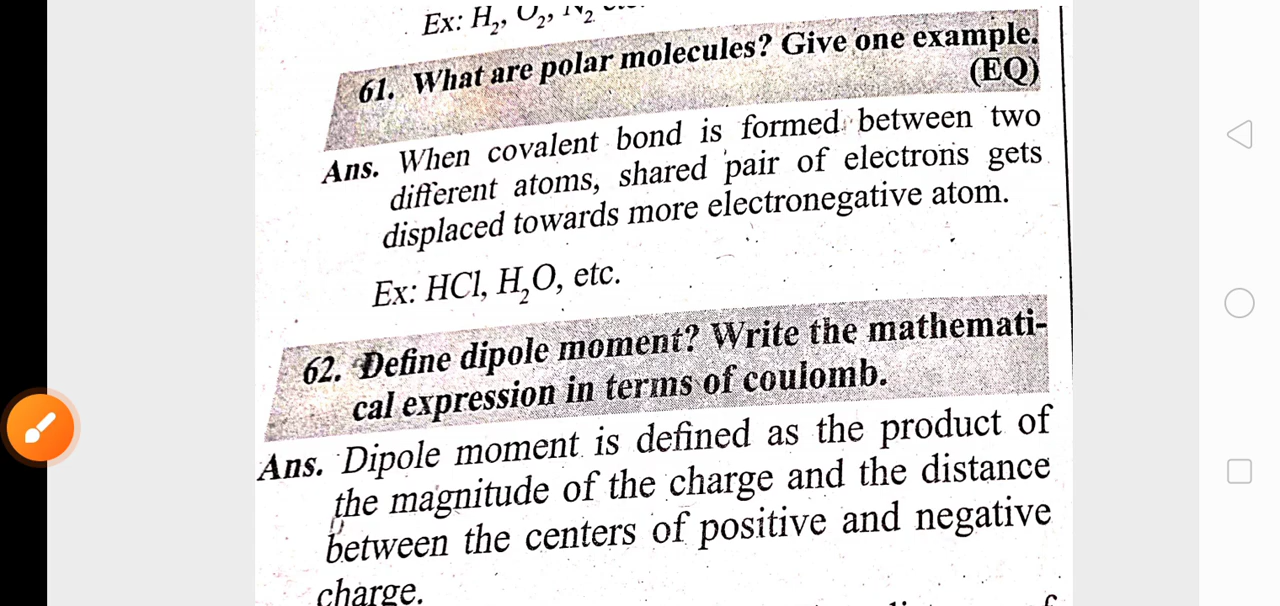 Ex: H₂, O₂, N₂
61. What are polar molecules? Give one example.
(EQ)
Ans. When covalent bond is formed between two
different atoms, shared pair of electrons gets
displaced towards more electronegative atom.
Ex: HCl, H₂O, etc.
62. Define dipole moment? Write the mathemati-
cal expression in terms of coulomb.
Ans. Dipole moment is defined as the product of
the magnitude of the charge and the distance
between the centers of positive and negative
charge.